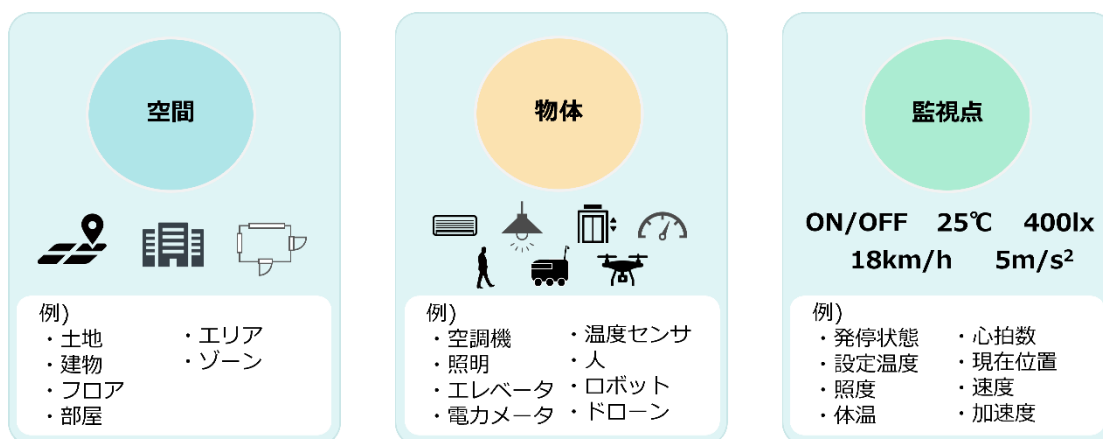 空間
例)
・土地
・建物
・フロア
・部屋
・エリア
・ゾーン
物体
例)
・空調機
・照明
・エレベータ
・電力メータ
・温度センサ
・人
・ロボット
・ドローン
監視点
ON/OFF 25℃ 400lx
18km/h 5m/s²
例)
・発停状態
・設定温度
・照度
・体温
・心拍数
・現在位置
・速度
・加速度